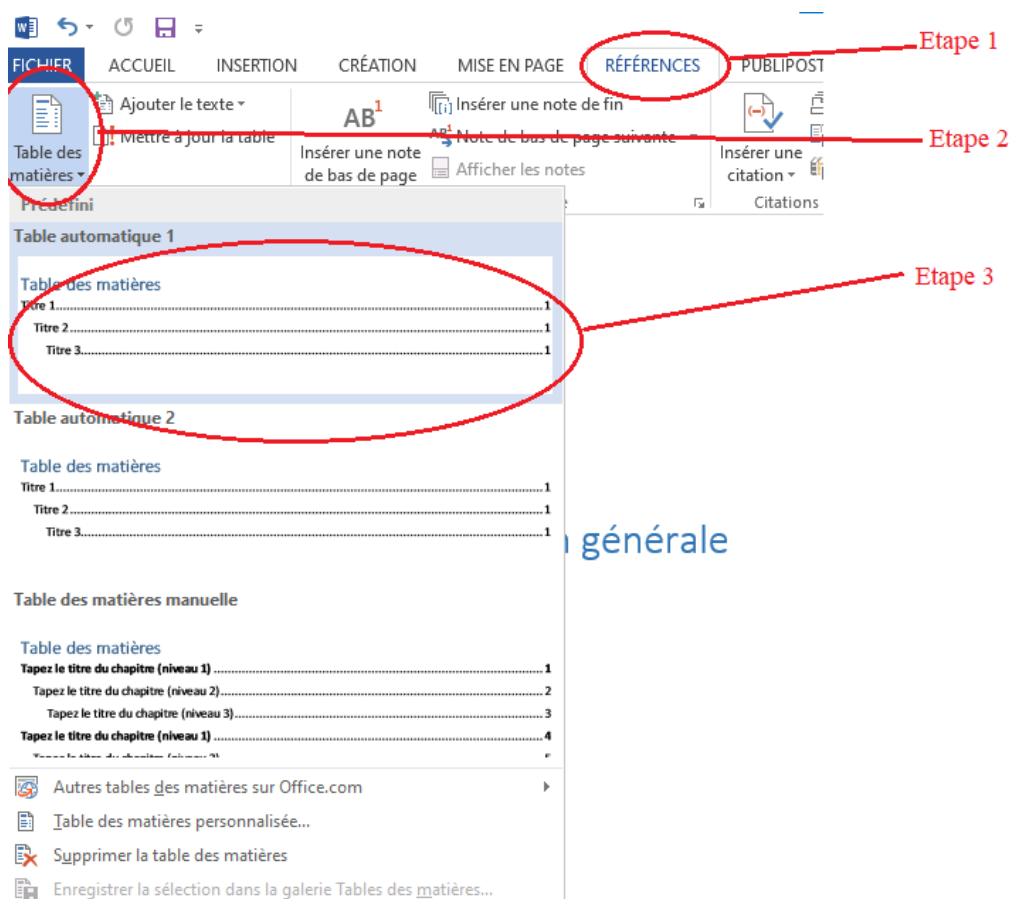 Etape 1
FICHIER ACCUEIL INSERTION CRÉATION MISE EN PAGE RÉFÉRENCES PUBLIPOST
Ajouter le texte
Mettre à jour la table
Table des
matières
AB1
Insérer une note
de bas de page
Insérer une note de fin
AB1 Note de bas de page suivante
Afficher les notes
Insérer une
citation
Citations
Etape 2
Prédéfini
Table automatique 1
Table des matières
Titre 1........1
Titre 2........1
Titre 3........1
Etape 3
Table automatique 2
Table des matières
Titre 1........1
Titre 2........1
Titre 3........1
générale
Table des matières manuelle
Table des matières
Tapez le titre du chapitre (niveau 1)........1
Tapez le titre du chapitre (niveau 2)........2
Tapez le titre du chapitre (niveau 3)........3
Tapez le titre du chapitre (niveau 1)........4
Autres tables des matières sur Office.com
Table des matières personnalisée...
Supprimer la table des matières
Enregistrer la sélection dans la galerie Tables des matières...